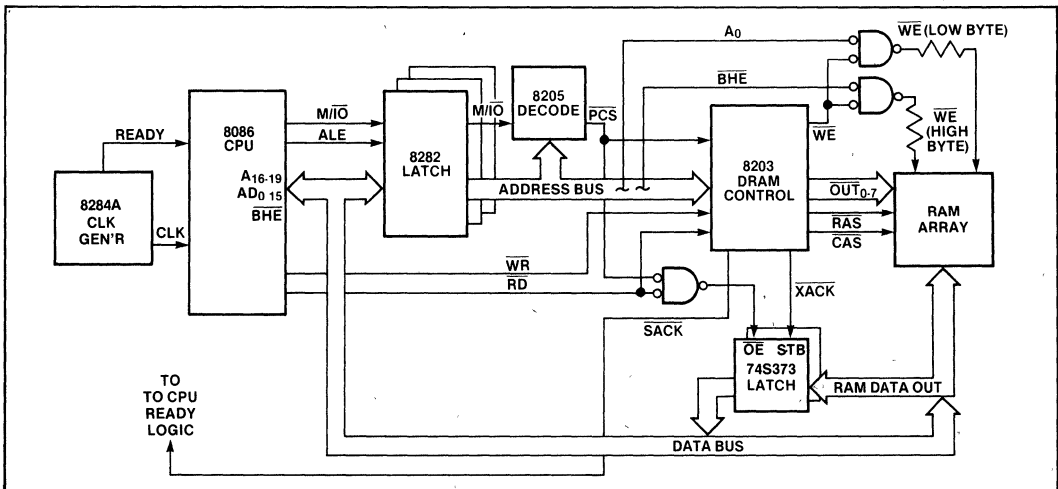 A0
WE (LOW BYTE)
BHE
WE
(HIGH
BYTE)
WE
READY
8284A
CLK
GEN'R
CLK
8086
CPU
A16-19
AD0 15
BHE
M/IO
ALE
8282
LATCH
M/IO
8205
DECODE
PCS
ADDRESS BUS
8203
DRAM
CONTROL
OUT0-7
RAS
CAS
RAM
ARRAY
WR
RD
SACK
XACK
OE STB
74S373
LATCH
RAM DATA OUT
DATA BUS
TO
TO CPU
READY
LOGIC